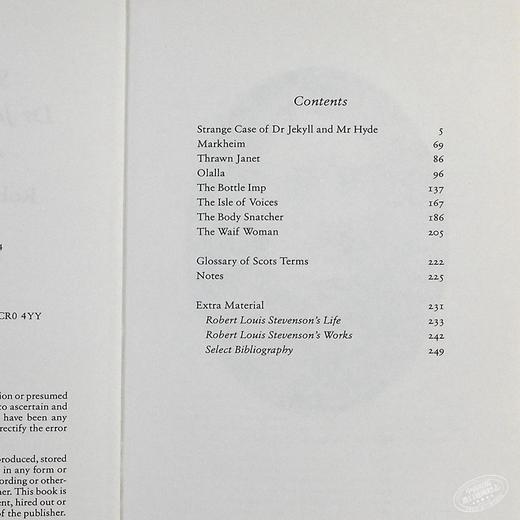 4
CR0 4YY
ion or presumed
to ascertain and
have been any
rectify the error
produced, stored
in any form or
ording or other-
her. This book is
ent, hired out or
of the publisher.
Contents
Strange Case of Dr Jekyll and Mr Hyde 5
Markheim 69
Thrawn Janet 86
Olalla 96
The Bottle Imp 137
The Isle of Voices 167
The Body Snatcher 186
The Waif Woman 205
Glossary of Scots Terms 222
Notes 225
Extra Material 231
Robert Louis Stevenson's Life 233
Robert Louis Stevenson's Works 242
Select Bibliography 249